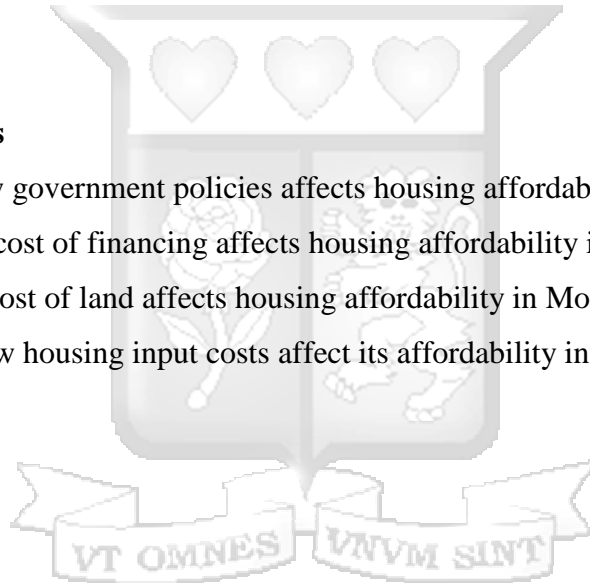 s
government policies affects housing affordab
cost of financing affects housing affordability i
ost of land affects housing affordability in Mo
w housing input costs affect its affordability in
VT OMNES VNVM SINT